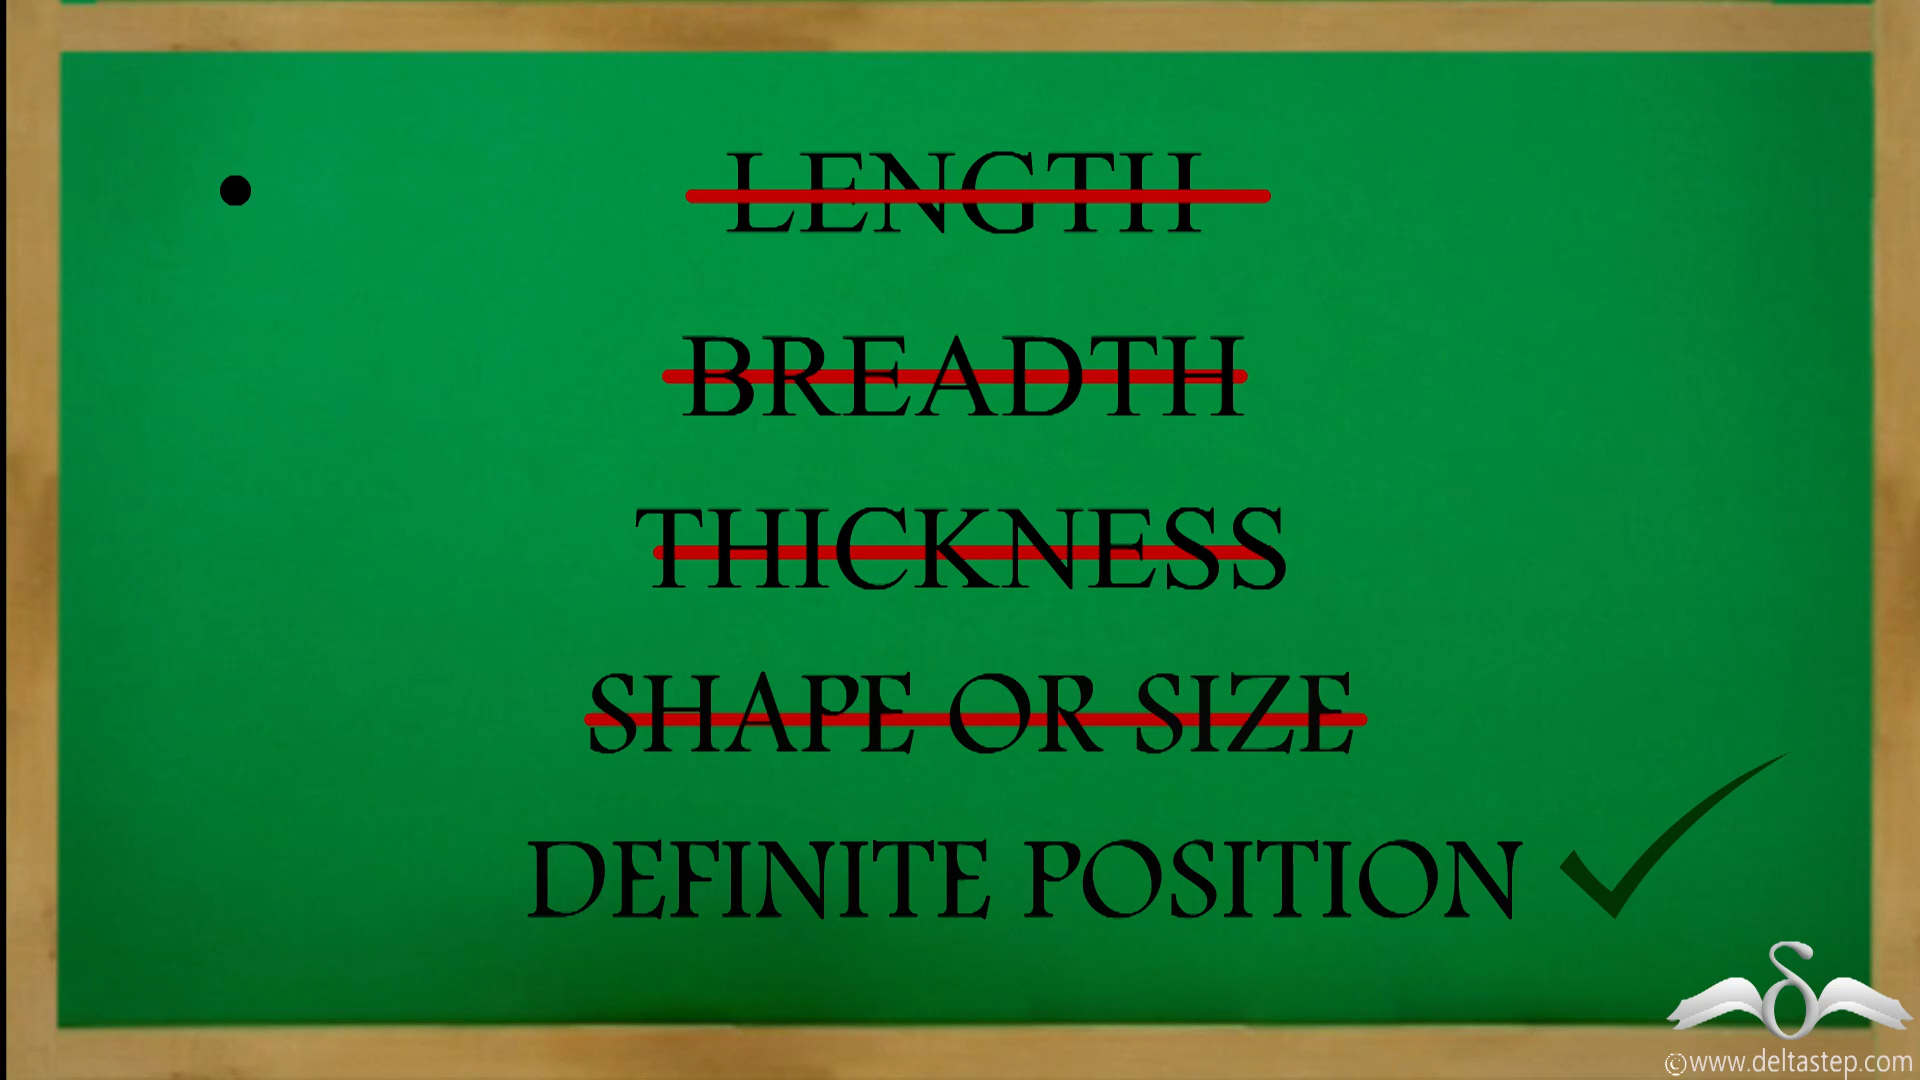 LENGTH
BREADTH
THICKNESS
SHAPE OR SIZE
DEFINITE POSITION
©www.deltastep.com